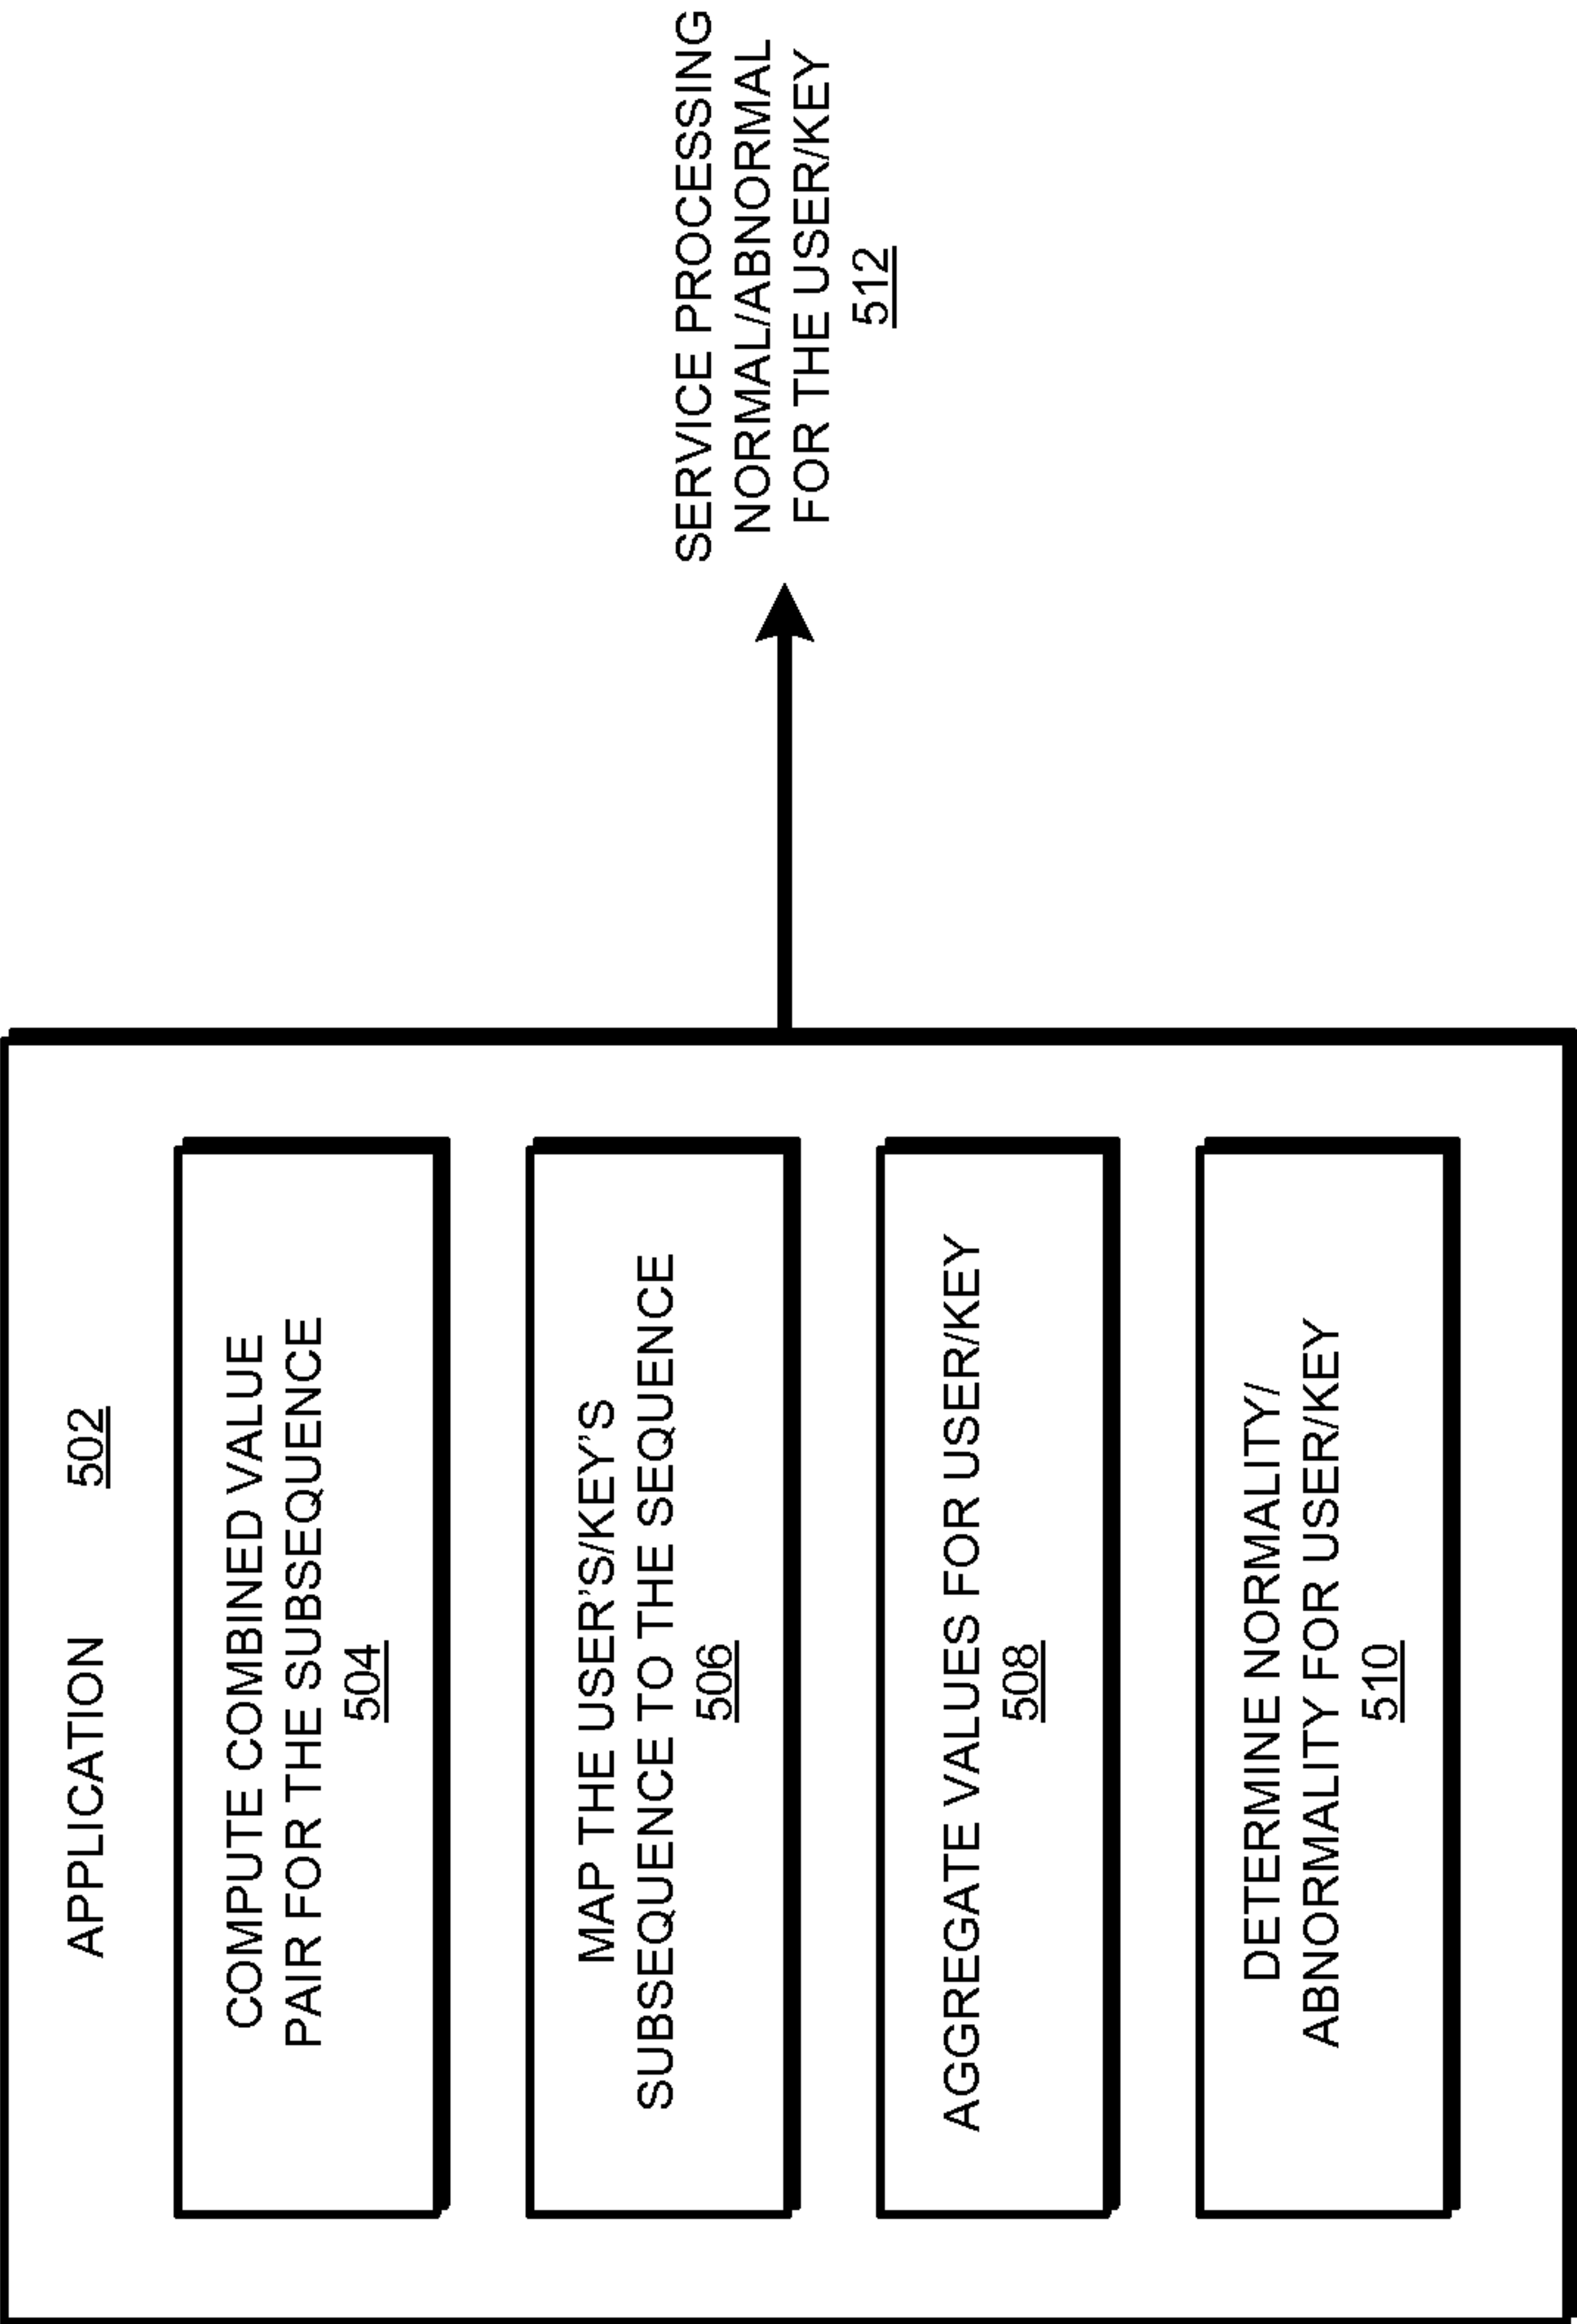 APPLICATION 502
COMPUTE COMBINED VALUE
PAIR FOR THE SUBSEQUENCE
504
MAP THE USER'S/KEY'S
SUBSEQUENCE TO THE SEQUENCE
506
AGGREGATE VALUES FOR USER/KEY
508
DETERMINE NORMALITY/
ABNORMALITY FOR USER/KEY
510
SERVICE PROCESSING
NORMAL/ABNORMAL
FOR THE USER/KEY
512